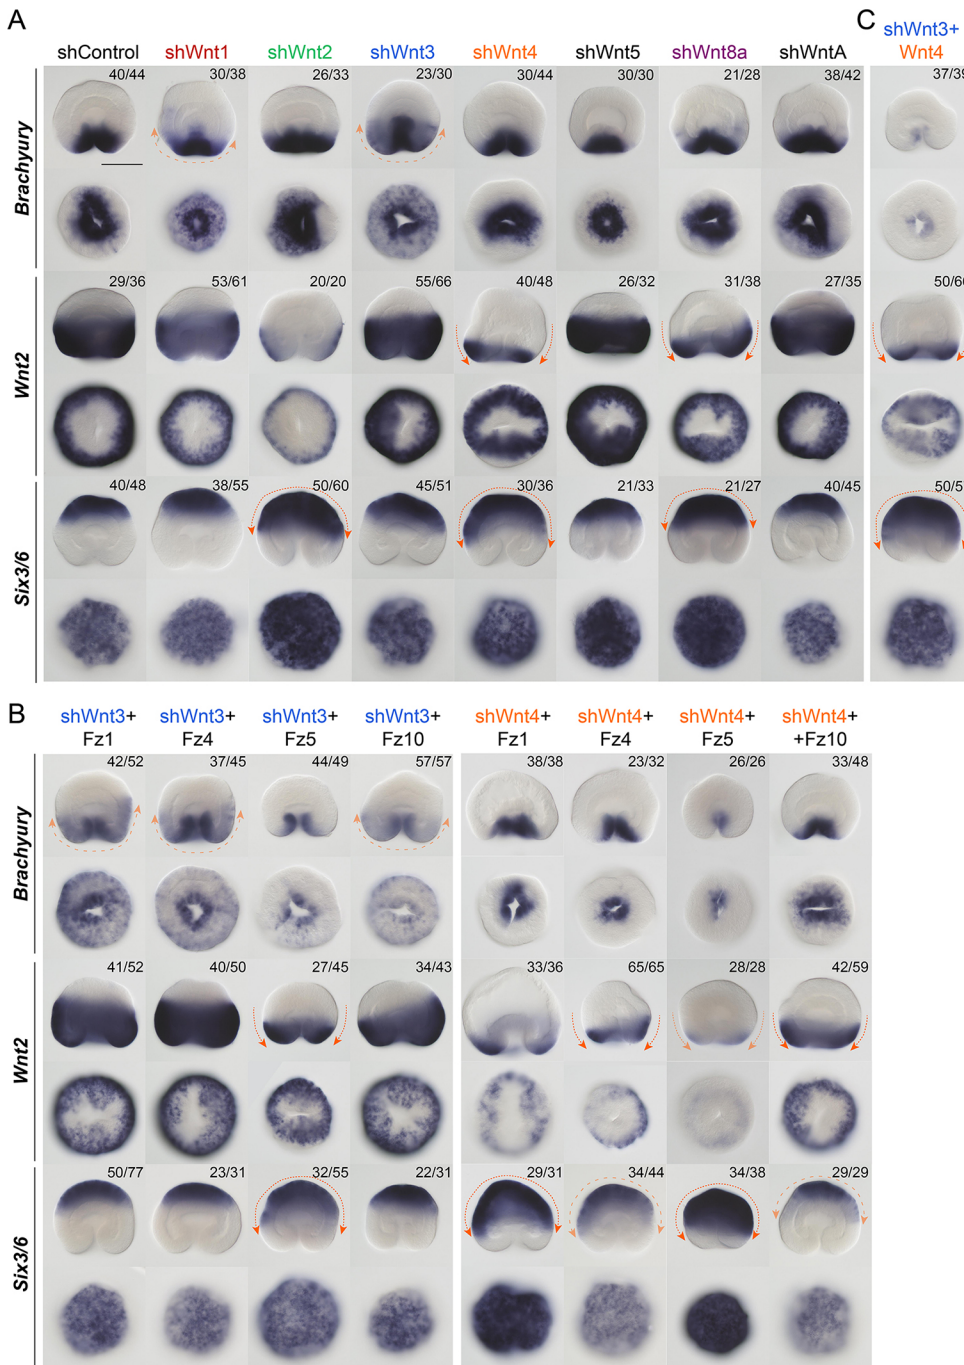 A
C
shControl shWnt1 shWnt2 shWnt3 shWnt4 shWnt5 shWnt8a shWntA
shWnt3+
Wnt4
Brachyury
40/44 30/38 26/33 23/30 30/44 30/30 21/28 38/42 37/39
Wnt2
29/36 53/61 20/20 55/66 40/48 26/32 31/38 27/35 50/60
Six3/6
40/48 38/55 50/60 45/51 30/36 21/33 21/27 40/45 50/5
B
shWnt3+ shWnt3+ shWnt3+ shWnt3+ shWnt4+ shWnt4+ shWnt4+ shWnt4+
Fz1 Fz4 Fz5 Fz10 Fz1 Fz4 Fz5 +Fz10
Brachyury
42/52 37/45 44/49 57/57 38/38 23/32 26/26 33/48
Wnt2
41/52 40/50 27/45 34/43 33/36 65/65 28/28 42/59
Six3/6
50/77 23/31 32/55 22/31 29/31 34/44 34/38 29/29